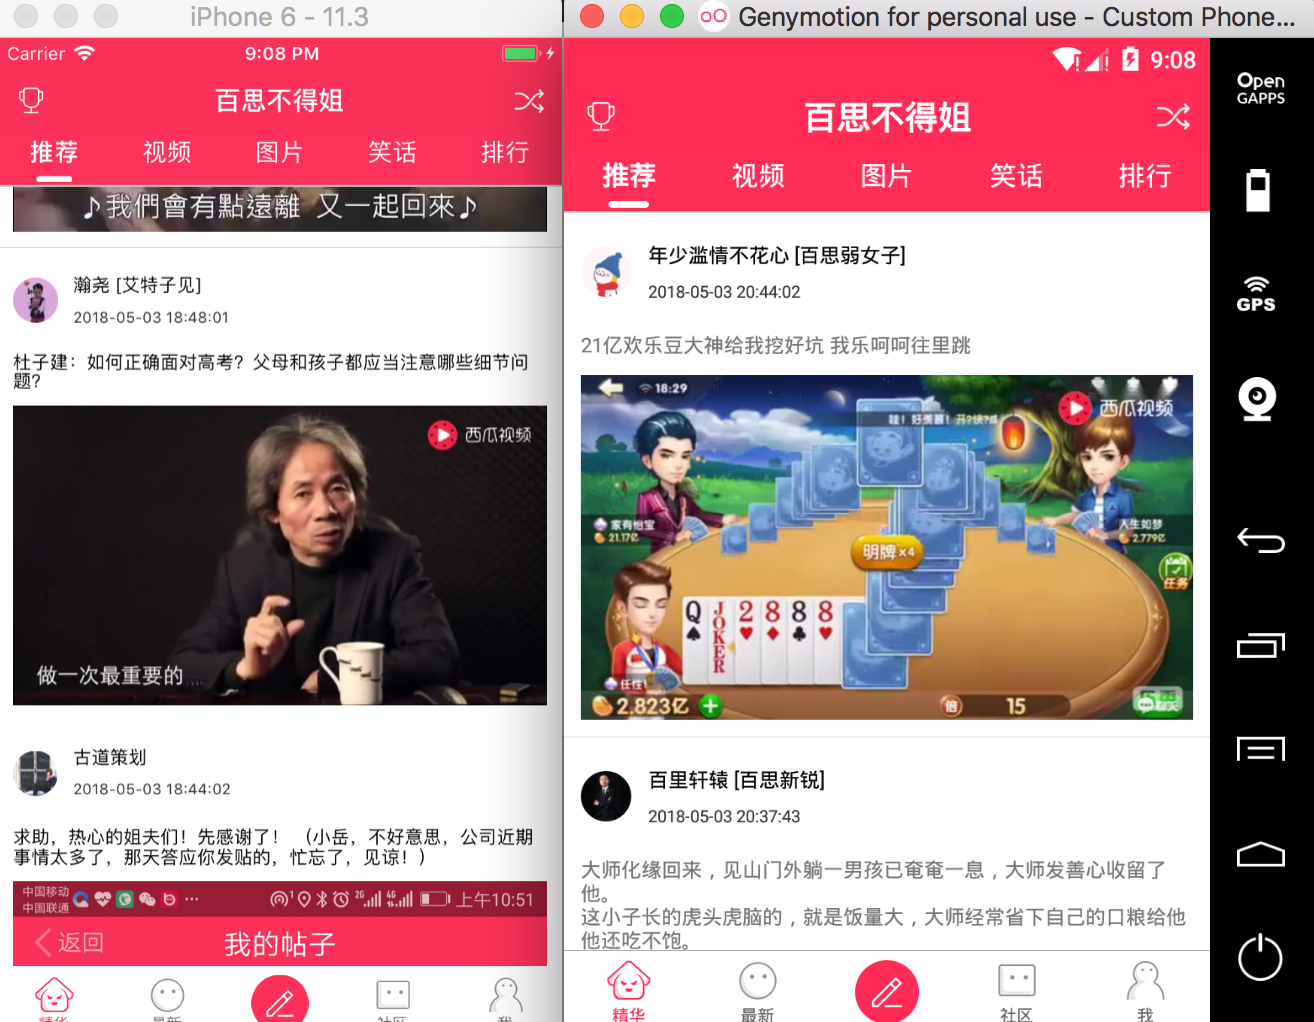 iPhone 6 - 11.3
Carrier
9:08 PM
百思不得姐
推荐 视频 图片 笑话 排行
♪我們會有點遠離 又一起回來♪
瀚尧 [艾特子见]
2018-05-03 18:48:01
杜子建：如何正确面对高考？父母和孩子都应当注意哪些细节问
题？
西瓜视频
做一次最重要的....
古道策划
2018-05-03 18:44:02
求助，热心的姐夫们！先感谢了！（小岳，不好意思，公司近期
事情太多了，那天答应你发贴的，忙忘了，见谅！）
中国移动
中国联通
2G
4G
上午10:51
返回
我的帖子
精华 最新 社区 我
Genymotion for personal use - Custom Phone...
9:08
百思不得姐
推荐 视频 图片 笑话 排行
年少滥情不花心 [百思弱女子]
2018-05-03 20:44:02
21亿欢乐豆大神给我挖好坑 我乐呵呵往里跳
18:29
西瓜视频
家有怡宝
21.17亿
人生如梦
2.779亿
明牌 x4
任务
Q JOKER 2 8 8 8
任性!
2.823亿
倍 15
百里轩辕 [百思新锐]
2018-05-03 20:37:43
大师化缘回来，见山门外躺一男孩已奄奄一息，大师发善心收留了
他。
这小子长的虎头虎脑的，就是饭量大，大师经常省下自己的口粮给他
他还吃不饱。
精华 最新 社区 我
Open
GAPPS
GPS